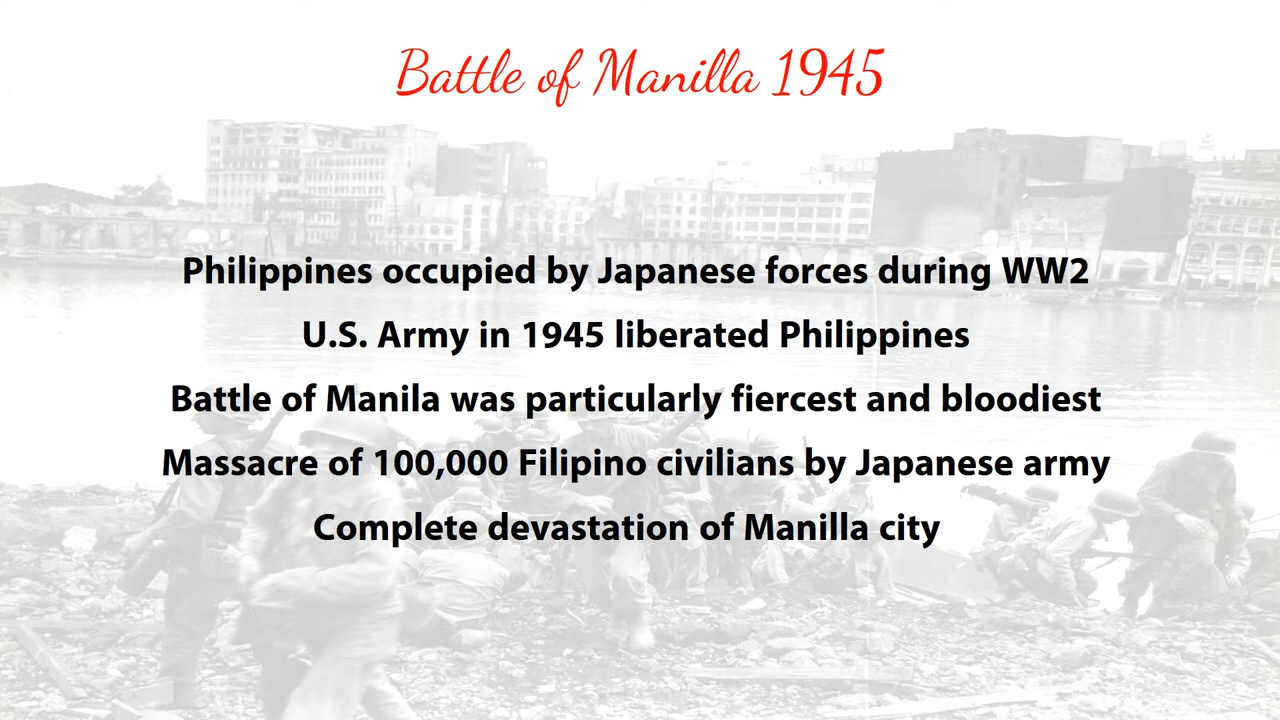 Battle of Manilla 1945
Philippines occupied by Japanese forces during WW2
U.S. Army in 1945 liberated Philippines
Battle of Manila was particularly fiercest and bloodiest
Massacre of 100,000 Filipino civilians by Japanese army
Complete devastation of Manilla city